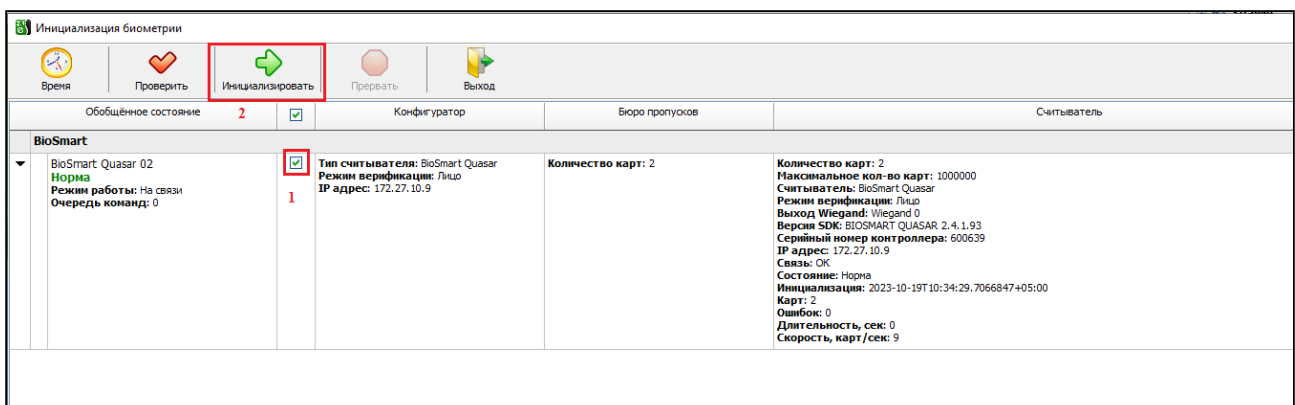 Инициализация биометрии
Время Проверить Инициализировать Прервать Выход
Обобщённое состояние 2 Конфигуратор Бюро пропусков Считыватель
BioSmart
BioSmart Quasar 02
Норма
Режим работы: На связи
Очередь команд: 0
1
Тип считывателя: BioSmart Quasar
Режим верификации: Лицо
IP адрес: 172.27.10.9
Количество карт: 2
Количество карт: 2
Максимальное кол-во карт: 1000000
Считыватель: BioSmart Quasar
Режим верификации: Лицо
Выход Wiegand: Wiegand 0
Версия SDK: BIOSMART QUASAR 2.4.1.93
Серийный номер контроллера: 600639
IP адрес: 172.27.10.9
Связь: OK
Состояние: Норма
Инициализация: 2023-10-19T10:34:29.7066847+05:00
Карт: 2
Ошибок: 0
Длительность, сек: 0
Скорость, карт/сек: 9